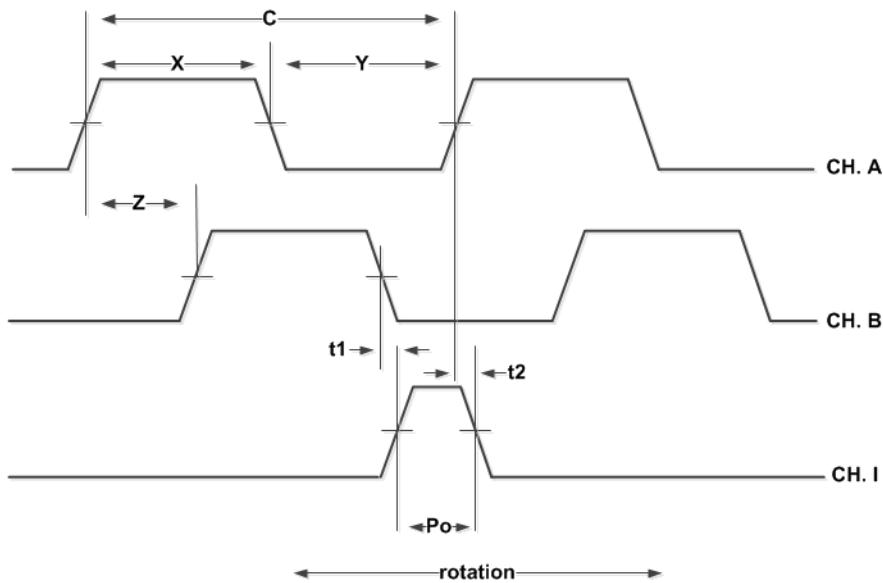 C
X
Y
CH. A
Z
CH. B
t1
t2
CH. I
Po
rotation